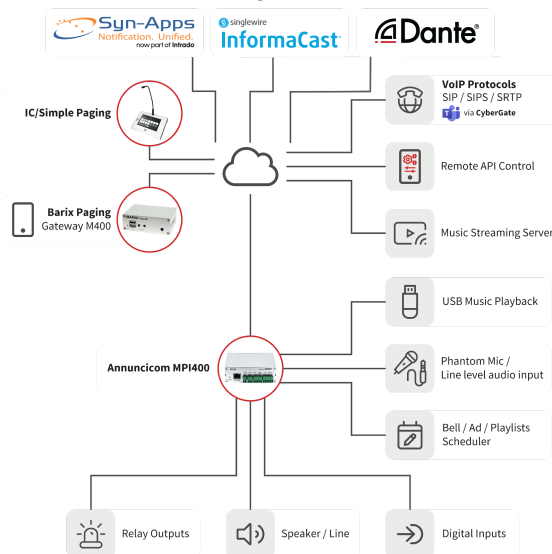 Syn-Apps
Notification. Unified.
now part of Intrado
singlewire
InformaCast
Dante
IC/Simple Paging
VoIP Protocols
SIP / SIPS / SRTP
via CyberGate
Remote API Control
Barix Paging
Gateway M400
Music Streaming Server
USB Music Playback
Annuncicom MPI400
Phantom Mic /
Line level audio input
Bell / Ad / Playlists
Scheduler
Relay Outputs
Speaker / Line
Digital Inputs